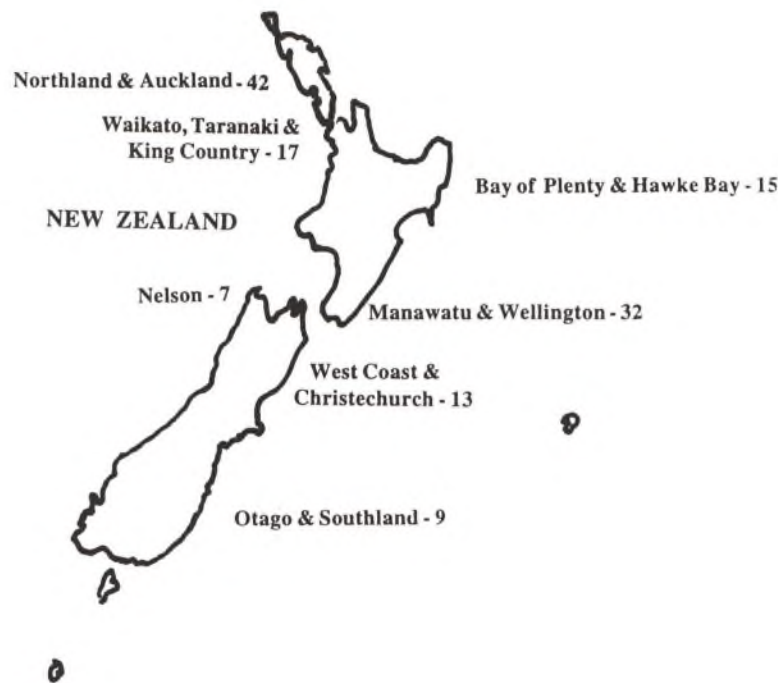 Northland & Auckland - 42
Waikato, Taranaki &
King Country - 17
Bay of Plenty & Hawke Bay - 15
NEW ZEALAND
Nelson - 7
Manawatu & Wellington - 32
West Coast &
Christechurch - 13
Otago & Southland - 9